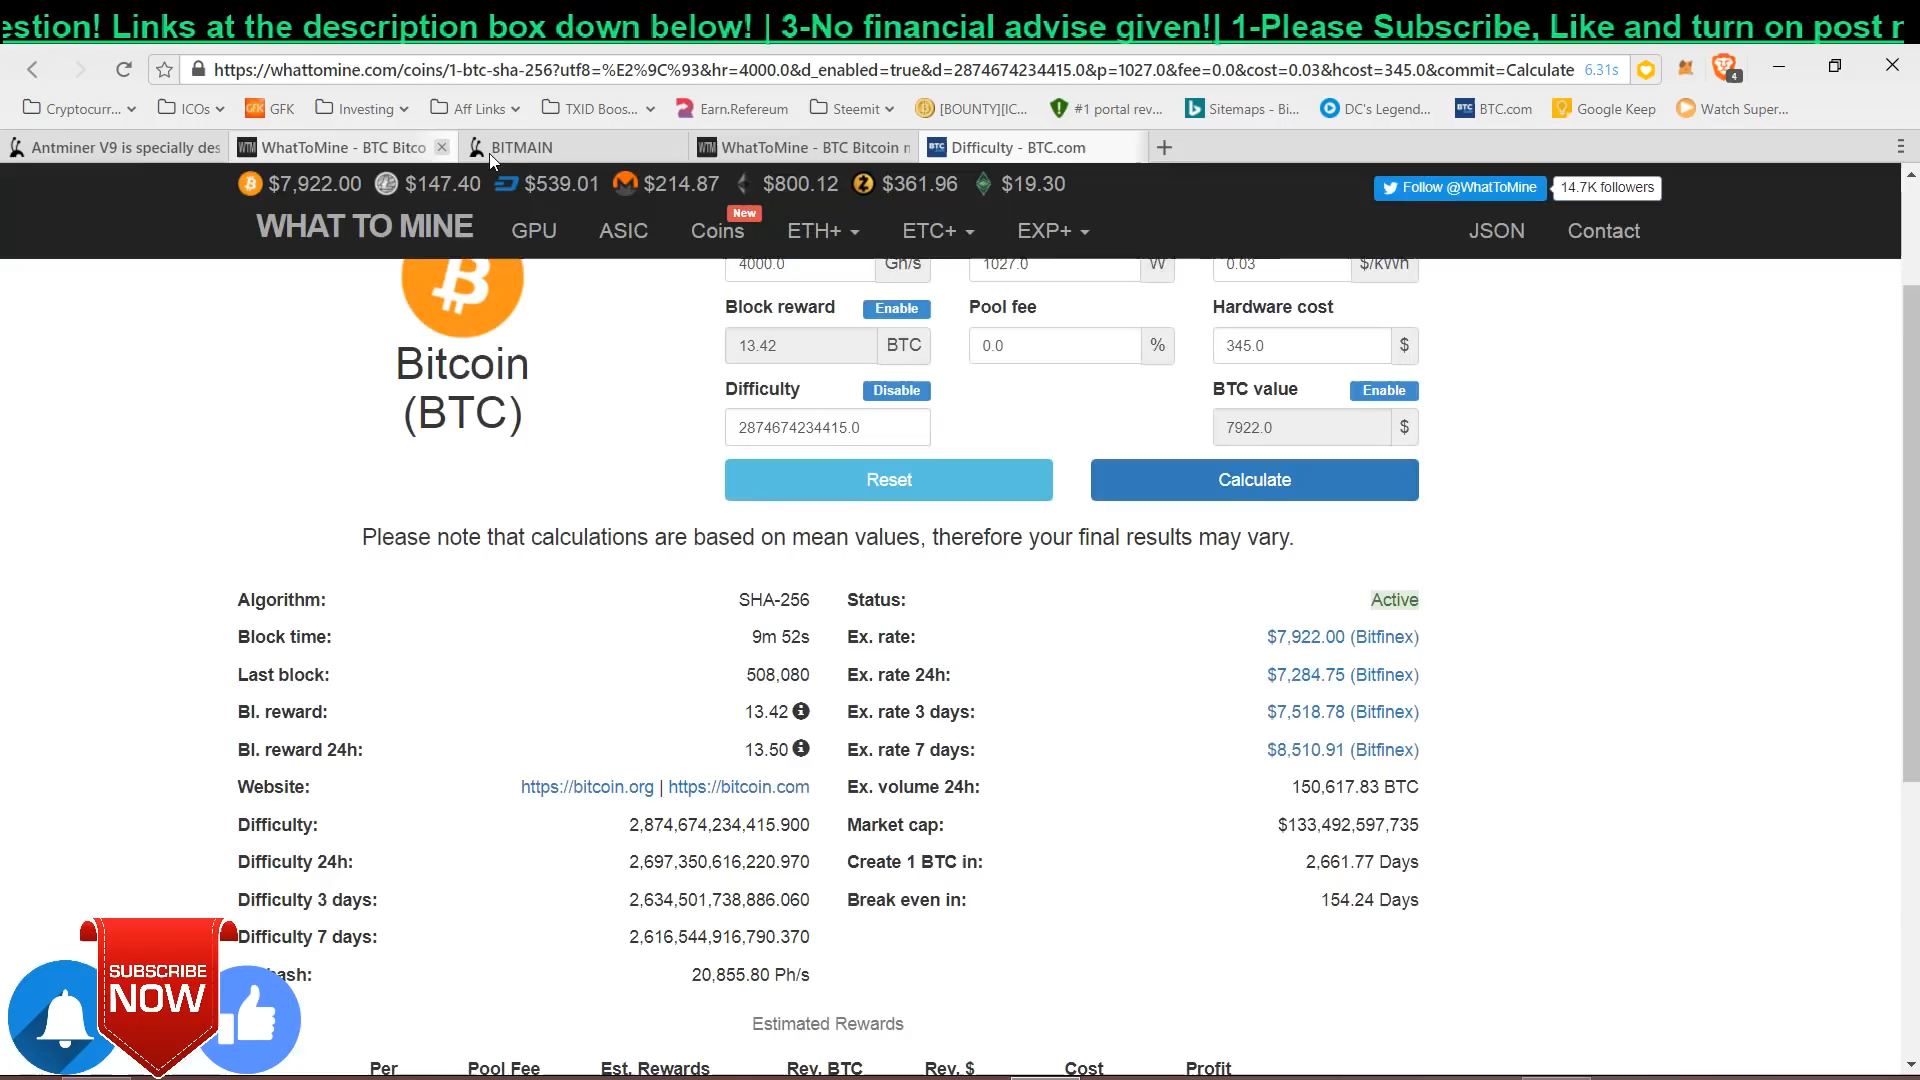 estion! Links at the description box down below! | 3-No financial advise given!| 1-Please Subscribe, Like and turn on post r
https://whattomine.com/coins/1-btc-sha-256?utf8=%E2%9C%93&hr=4000.0&d_enabled=true&d=2874674234415.0&p=1027.0&fee=0.0&cost=0.03&hcost=345.0&commit=Calculate 6.31s 4
Cryptocurr... ICOs GFK GFK Investing Aff Links TXID Boos... Earn.Refereum Steemit [BOUNTY][IC... #1 portal rev... Sitemaps - Bi... DC's Legend... BTC BTC.com Google Keep Watch Super...
Antminer V9 is specially des WTM WhatToMine - BTC Bitco BITMAIN WTM WhatToMine - BTC Bitcoin n BTC Difficulty - BTC.com
$7,922.00 $147.40 $539.01 $214.87 $800.12 $361.96 $19.30 Follow @WhatToMine 14.7K followers
WHAT TO MINE GPU ASIC Coins New ETH+ ETC+ EXP+ JSON Contact
4000.0 Gh/s 1027.0 W 0.03 $/kWh
Block reward Enable Pool fee Hardware cost
13.42 BTC 0.0 % 345.0 $
Bitcoin
(BTC)
Difficulty Disable BTC value Enable
2874674234415.0 7922.0 $
Reset Calculate
Please note that calculations are based on mean values, therefore your final results may vary.
Algorithm: SHA-256 Status: Active
Block time: 9m 52s Ex. rate: $7,922.00 (Bitfinex)
Last block: 508,080 Ex. rate 24h: $7,284.75 (Bitfinex)
Bl. reward: 13.42 Ex. rate 3 days: $7,518.78 (Bitfinex)
Bl. reward 24h: 13.50 Ex. rate 7 days: $8,510.91 (Bitfinex)
Website: https://bitcoin.org | https://bitcoin.com Ex. volume 24h: 150,617.83 BTC
Difficulty: 2,874,674,234,415.900 Market cap: $133,492,597,735
Difficulty 24h: 2,697,350,616,220.970 Create 1 BTC in: 2,661.77 Days
Difficulty 3 days: 2,634,501,738,886.060 Break even in: 154.24 Days
Difficulty 7 days: 2,616,544,916,790.370
ash: 20,855.80 Ph/s
SUBSCRIBE
NOW
Estimated Rewards
Per Pool Fee Est. Rewards Rev. BTC Rev. $ Cost Profit